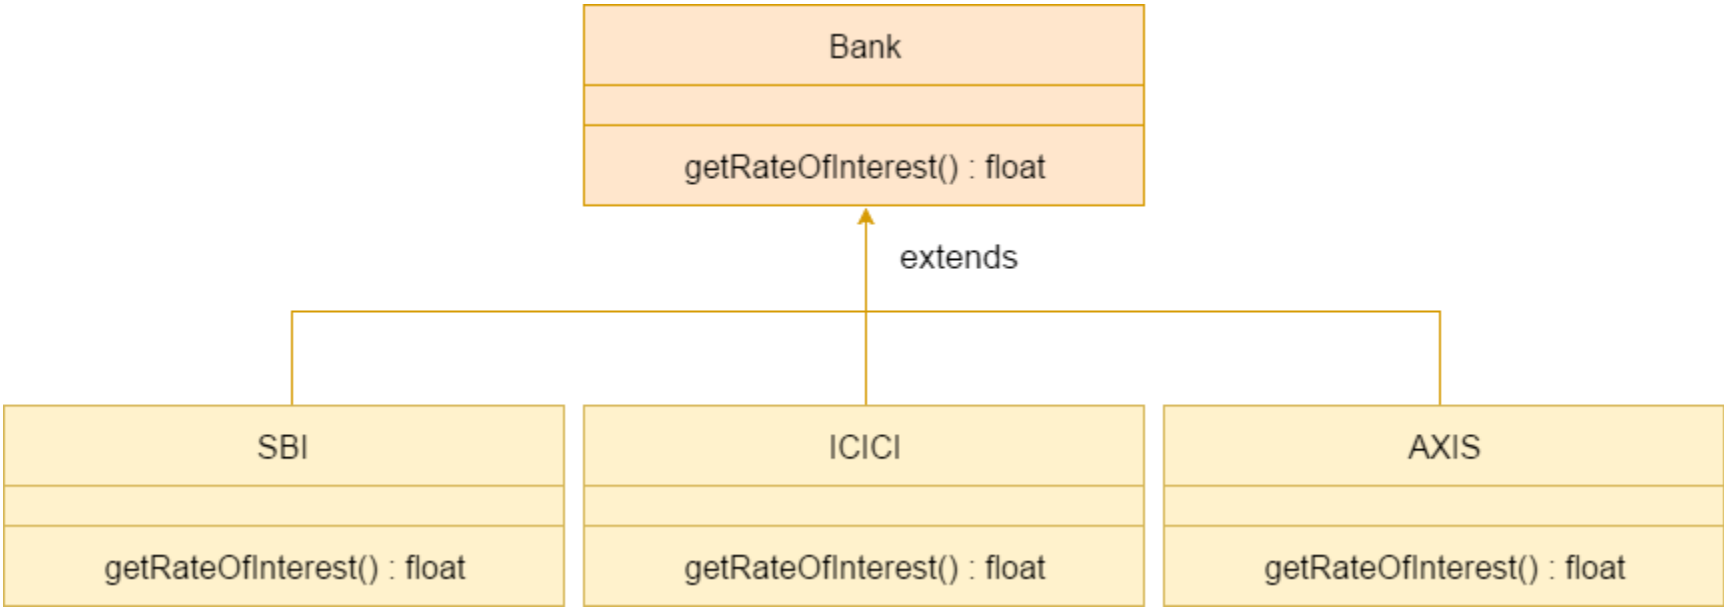 Bank
getRateOfInterest() : float
extends
SBI
ICICI
AXIS
getRateOfInterest() : float
getRateOfInterest() : float
getRateOfInterest() : float